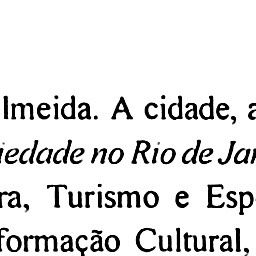 lmeida. A cidade, a
iedade no Rio de Jan
ra, Turismo e Esp
formação Cultural,